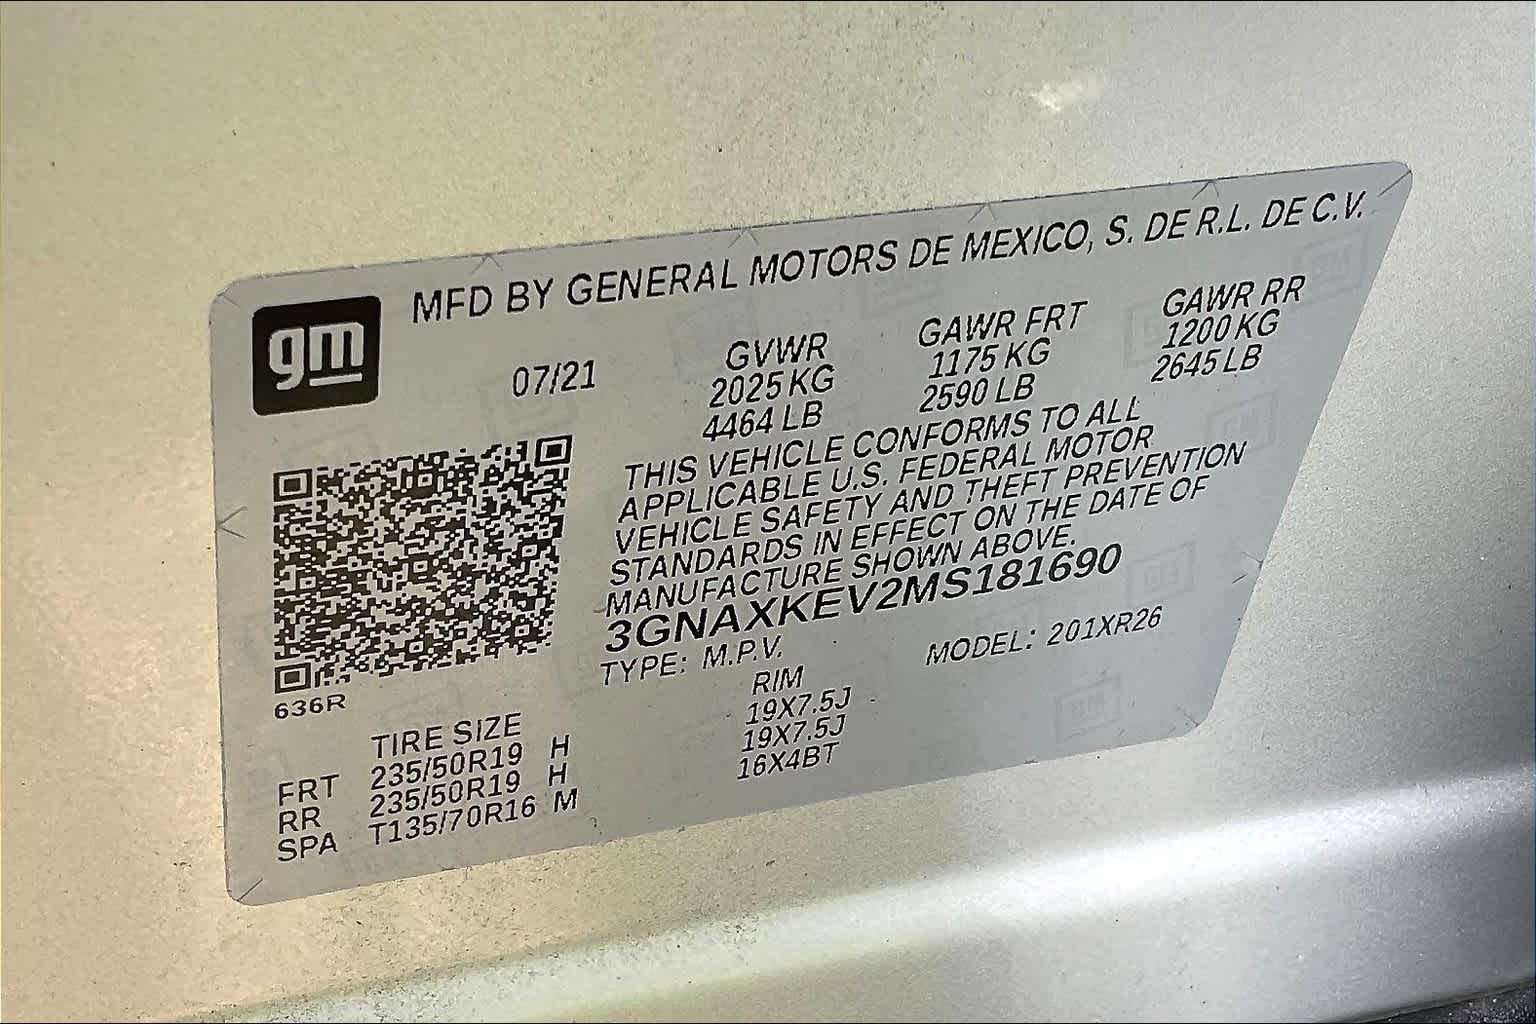 gm
MFD BY GENERAL MOTORS DE MEXICO, S. DE R.L. DE C.V.
07/21
GVWR
2025 KG
4464 LB
GAWR FRT
1175 KG
2590 LB
GAWR RR
1200 KG
2645 LB
THIS VEHICLE CONFORMS TO ALL
APPLICABLE U.S. FEDERAL MOTOR
VEHICLE SAFETY AND THEFT PREVENTION
STANDARDS IN EFFECT ON THE DATE OF
MANUFACTURE SHOWN ABOVE.
3GNAXKEV2MS181690
TYPE: M.P.V. MODEL: 201XR26
636R
TIRE SIZE RIM
FRT 235/50R19 H 19X7.5J
RR 235/50R19 H 19X7.5J
SPA T135/70R16 M 16X4BT